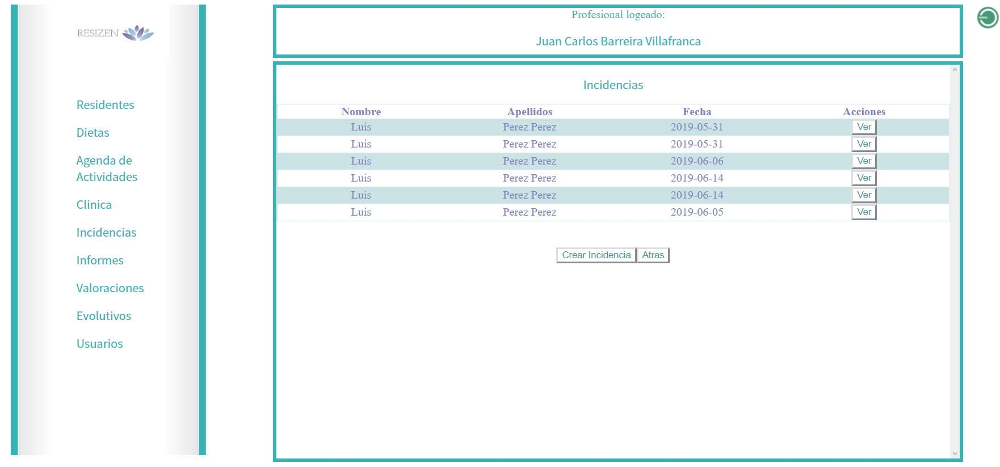 RESIZEN
Residentes
Dietas
Agenda de
Actividades
Clinica
Incidencias
Informes
Valoraciones
Evolutivos
Usuarios
Profesional logeado:
Juan Carlos Barreira Villafranca
Incidencias
Nombre Apellidos Fecha Acciones
Luis Perez Perez 2019-05-31 Ver
Luis Perez Perez 2019-05-31 Ver
Luis Perez Perez 2019-06-06 Ver
Luis Perez Perez 2019-06-14 Ver
Luis Perez Perez 2019-06-14 Ver
Luis Perez Perez 2019-06-05 Ver
Crear Incidencia Atras